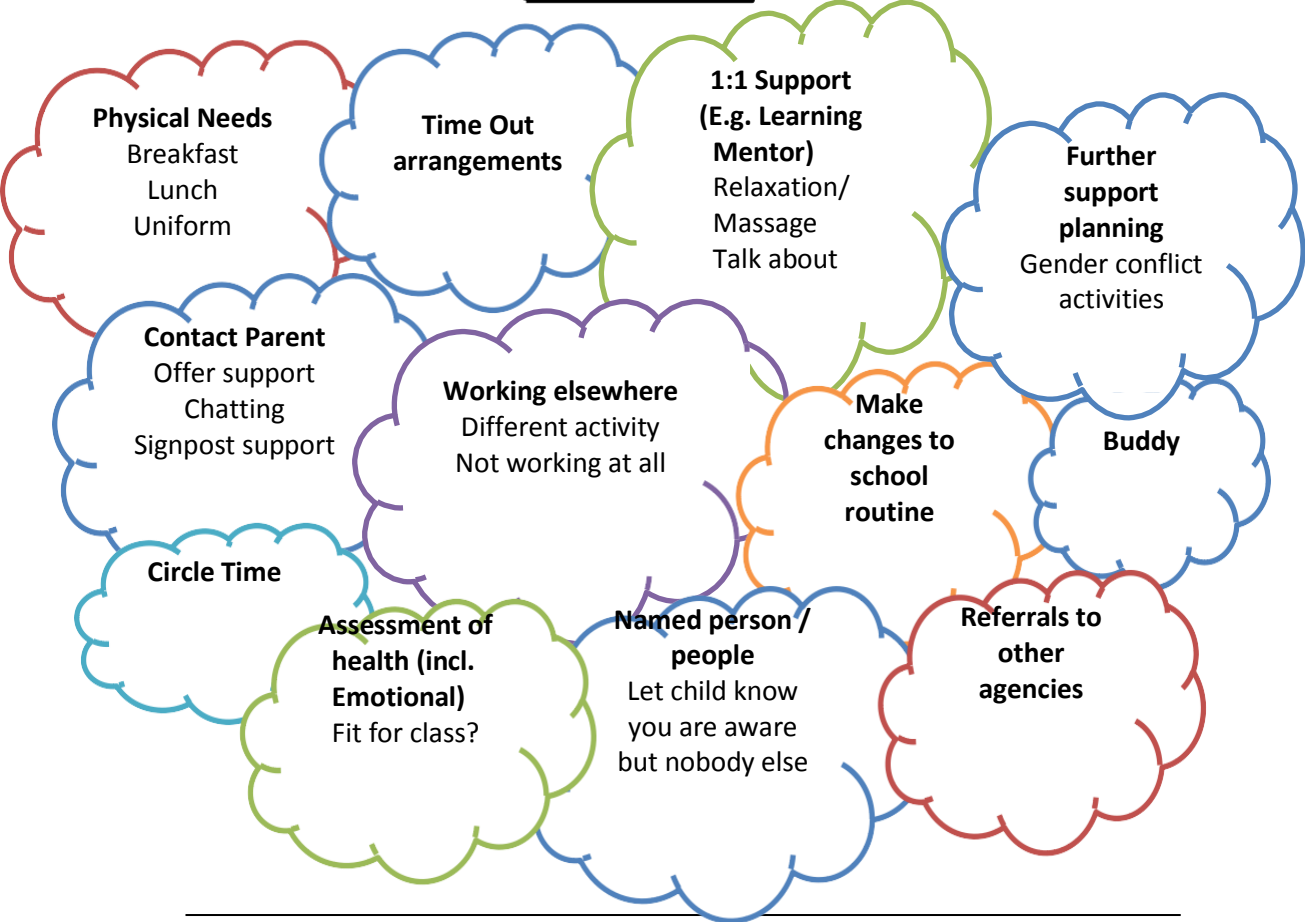 Physical Needs
Breakfast
Lunch
Uniform
Time Out
arrangements
1:1 Support
(E.g. Learning
Mentor)
Relaxation/
Massage
Talk about
Further
support
planning
Gender conflict
activities
Contact Parent
Offer support
Chatting
Signpost support
Working elsewhere
Different activity
Not working at all
Make
changes to
school
routine
Buddy
Circle Time
Assessment of
health (incl.
Emotional)
Fit for class?
Named person /
people
Let child know
you are aware
but nobody else
Referrals to
other
agencies